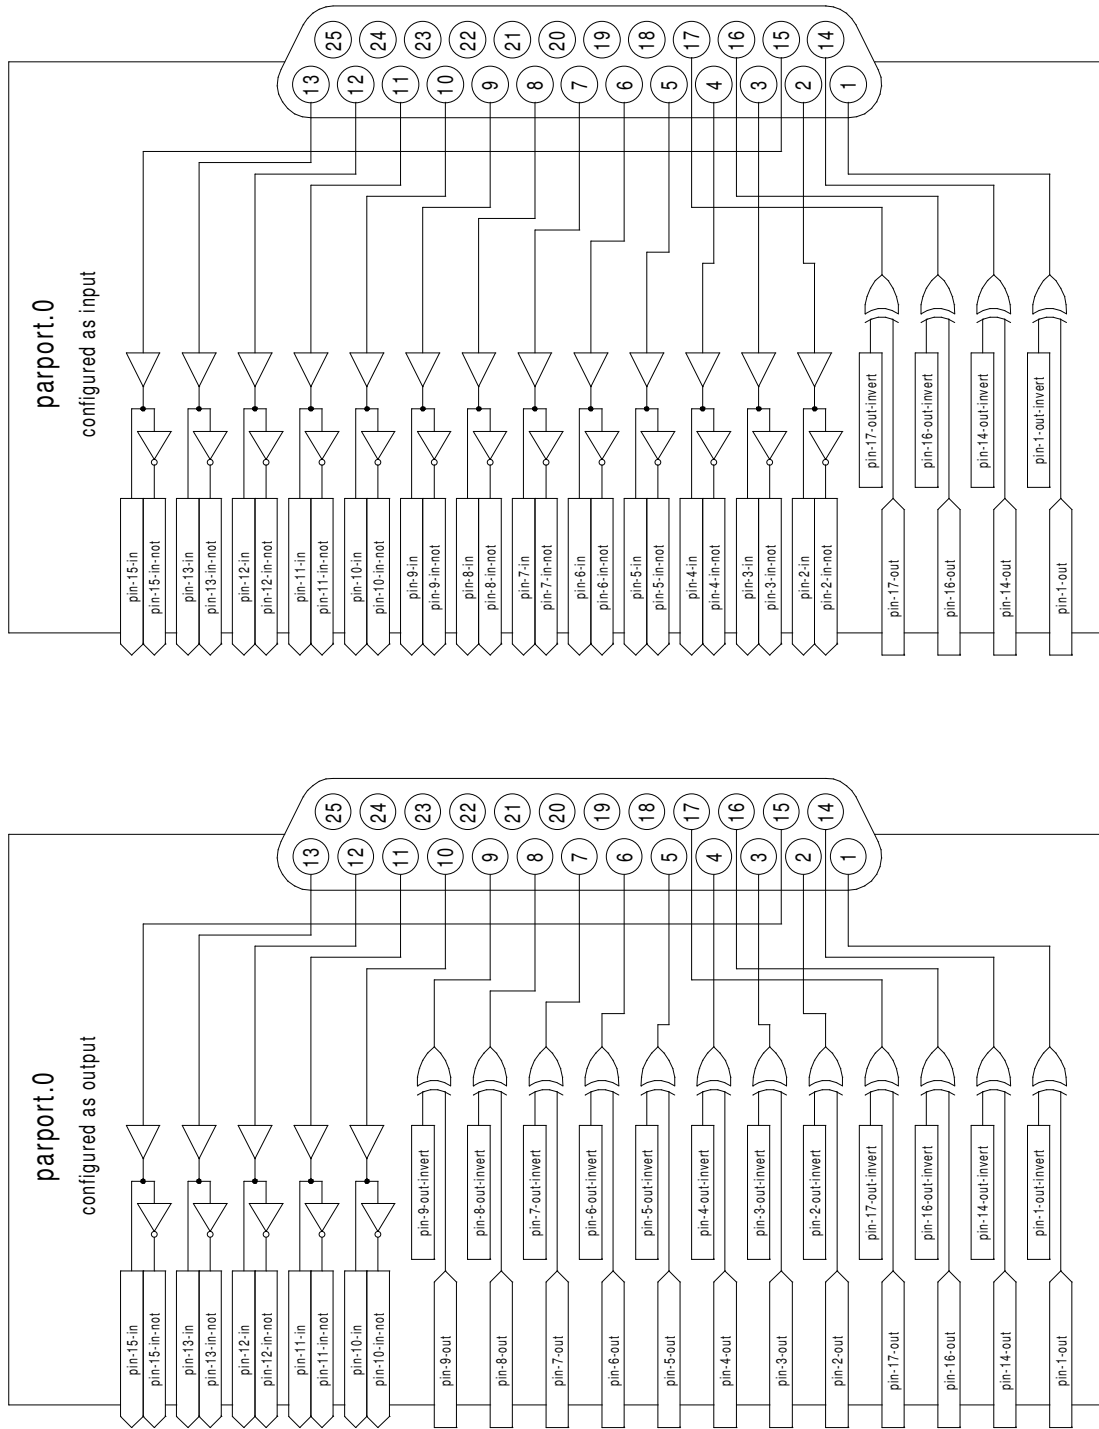 parport.0
configured as input
25
24
23
22
21
20
19
18
17
16
15
14
13
12
11
10
9
8
7
6
5
4
3
2
1
pin-15-in
pin-15-in-not
pin-13-in
pin-13-in-not
pin-12-in
pin-12-in-not
pin-11-in
pin-11-in-not
pin-10-in
pin-10-in-not
pin-9-in
pin-9-in-not
pin-8-in
pin-8-in-not
pin-7-in
pin-7-in-not
pin-6-in
pin-6-in-not
pin-5-in
pin-5-in-not
pin-4-in
pin-4-in-not
pin-3-in
pin-3-in-not
pin-2-in
pin-2-in-not
pin-17-out-invert
pin-17-out
pin-16-out-invert
pin-16-out
pin-14-out-invert
pin-14-out
pin-1-out-invert
pin-1-out
parport.0
configured as output
25
24
23
22
21
20
19
18
17
16
15
14
13
12
11
10
9
8
7
6
5
4
3
2
1
pin-15-in
pin-15-in-not
pin-13-in
pin-13-in-not
pin-12-in
pin-12-in-not
pin-11-in
pin-11-in-not
pin-10-in
pin-10-in-not
pin-9-out-invert
pin-9-out
pin-8-out-invert
pin-8-out
pin-7-out-invert
pin-7-out
pin-6-out-invert
pin-6-out
pin-5-out-invert
pin-5-out
pin-4-out-invert
pin-4-out
pin-3-out-invert
pin-3-out
pin-2-out-invert
pin-2-out
pin-17-out-invert
pin-17-out
pin-16-out-invert
pin-16-out
pin-14-out-invert
pin-14-out
pin-1-out-invert
pin-1-out